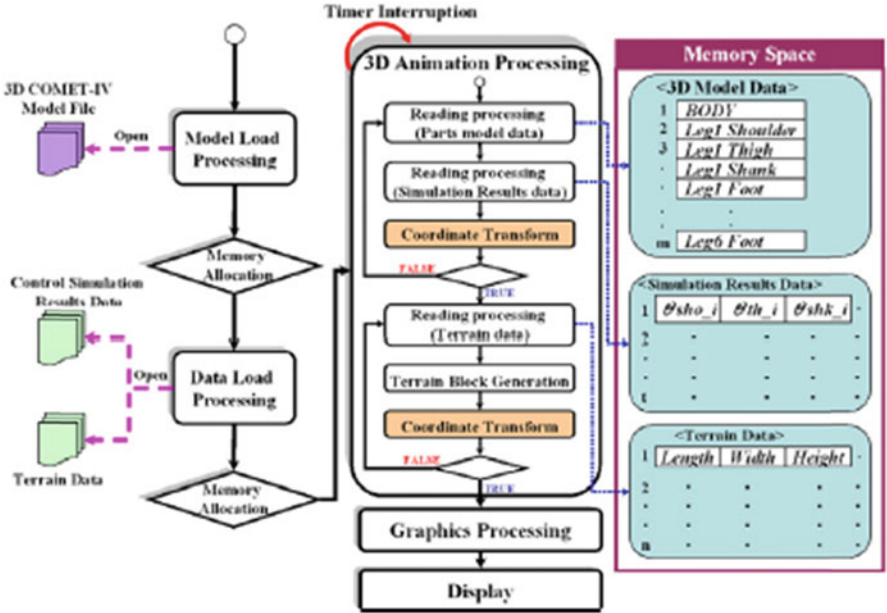 Timer Interruption
3D COMET-IV
Model File
Open
Model Load
Processing
Memory
Allocation
Control Simulation
Results Data
Open
Data Load
Processing
Terrain Data
Memory
Allocation
3D Animation Processing
Reading processing
(Parts model data)
Reading processing
(Simulation Results data)
Coordinate Transform
FALSE
TRUE
Reading processing
(Terrain data)
Terrain Block Generation
Coordinate Transform
FALSE
TRUE
Graphics Processing
Display
Memory Space
<3D Model Data>
1 BODY
2 Leg1 Shoulder
3 Leg1 Thigh
. Leg1 Shank
. Leg1 Foot
. .
m Leg6 Foot
<Simulation Results Data>
1 θsho_i θth_i θshk_i .
2 . . .
. . . .
. . . .
t . . .
<Terrain Data>
1 Length Width Height .
2 . . .
. . . .
. . . .
n . . .